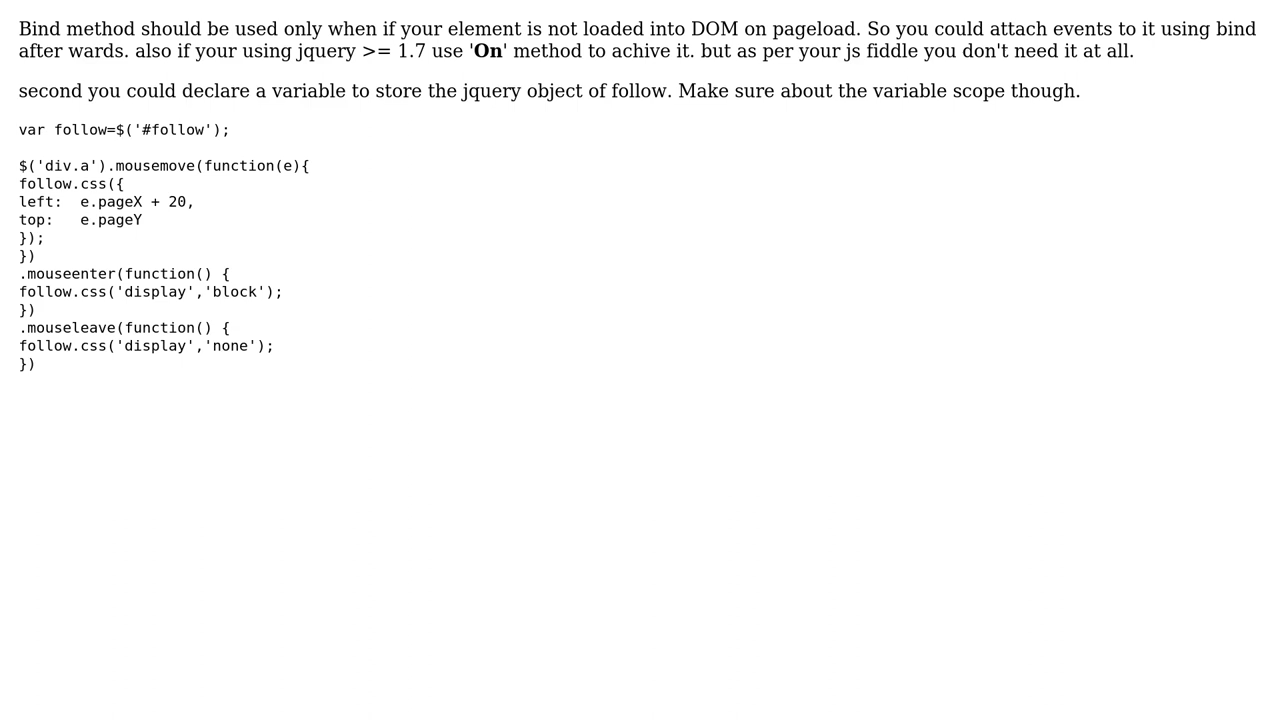 Bind method should be used only when if your element is not loaded into DOM on pageload. So you could attach events to it using bind
after wards. also if your using jquery >= 1.7 use 'On' method to achive it. but as per your js fiddle you don't need it at all.
second you could declare a variable to store the jquery object of follow. Make sure about the variable scope though.
var follow=$('#follow');
$('div.a').mousemove(function(e){
follow.css({
left:  e.pageX + 20,
top:   e.pageY
});
})
.mouseenter(function() {
follow.css('display','block');
})
.mouseleave(function() {
follow.css('display','none');
})